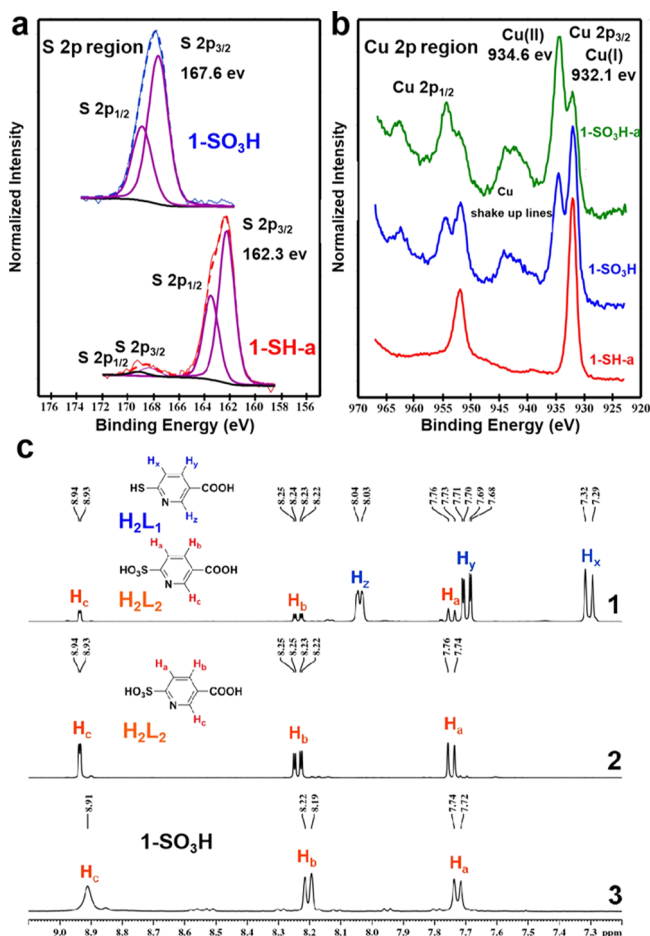 a
S 2p region
S 2p3/2
167.6 ev
S 2p1/2
1-SO3H
S 2p3/2
162.3 ev
S 2p1/2
1-SH-a
S 2p1/2
S 2p3/2
Normalized Intensity
176 174 172 170 168 166 164 162 160 158 156
Binding Energy (eV)
b
Cu 2p region
Cu(II)
934.6 ev
Cu 2p3/2
Cu(I)
932.1 ev
Cu 2p1/2
1-SO3H-a
Cu
shake up lines
1-SO3H
1-SH-a
Normalized Intensity
970 965 960 955 950 945 940 935 930 925 920
Binding Energy (eV)
c
8.94
8.93
8.25
8.24
8.23
8.22
8.04
8.03
7.76
7.73
7.71
7.70
7.69
7.68
7.32
7.29
Hx
Hy
HS
N
COOH
Hz
H2L1
Ha
Hb
HO3S
N
COOH
Hc
H2L2
Hc
Hb
Hz
Ha
Hy
Hx
1
8.94
8.93
8.25
8.25
8.23
8.22
7.76
7.74
Ha
Hb
HO3S
N
COOH
Hc
H2L2
Hc
Hb
Ha
2
8.91
8.22
8.19
7.74
7.72
1-SO3H
Hc
Hb
Ha
3
9.0 8.9 8.8 8.7 8.6 8.5 8.4 8.3 8.2 8.1 8.0 7.9 7.8 7.7 7.6 7.5 7.4 7.3 ppm